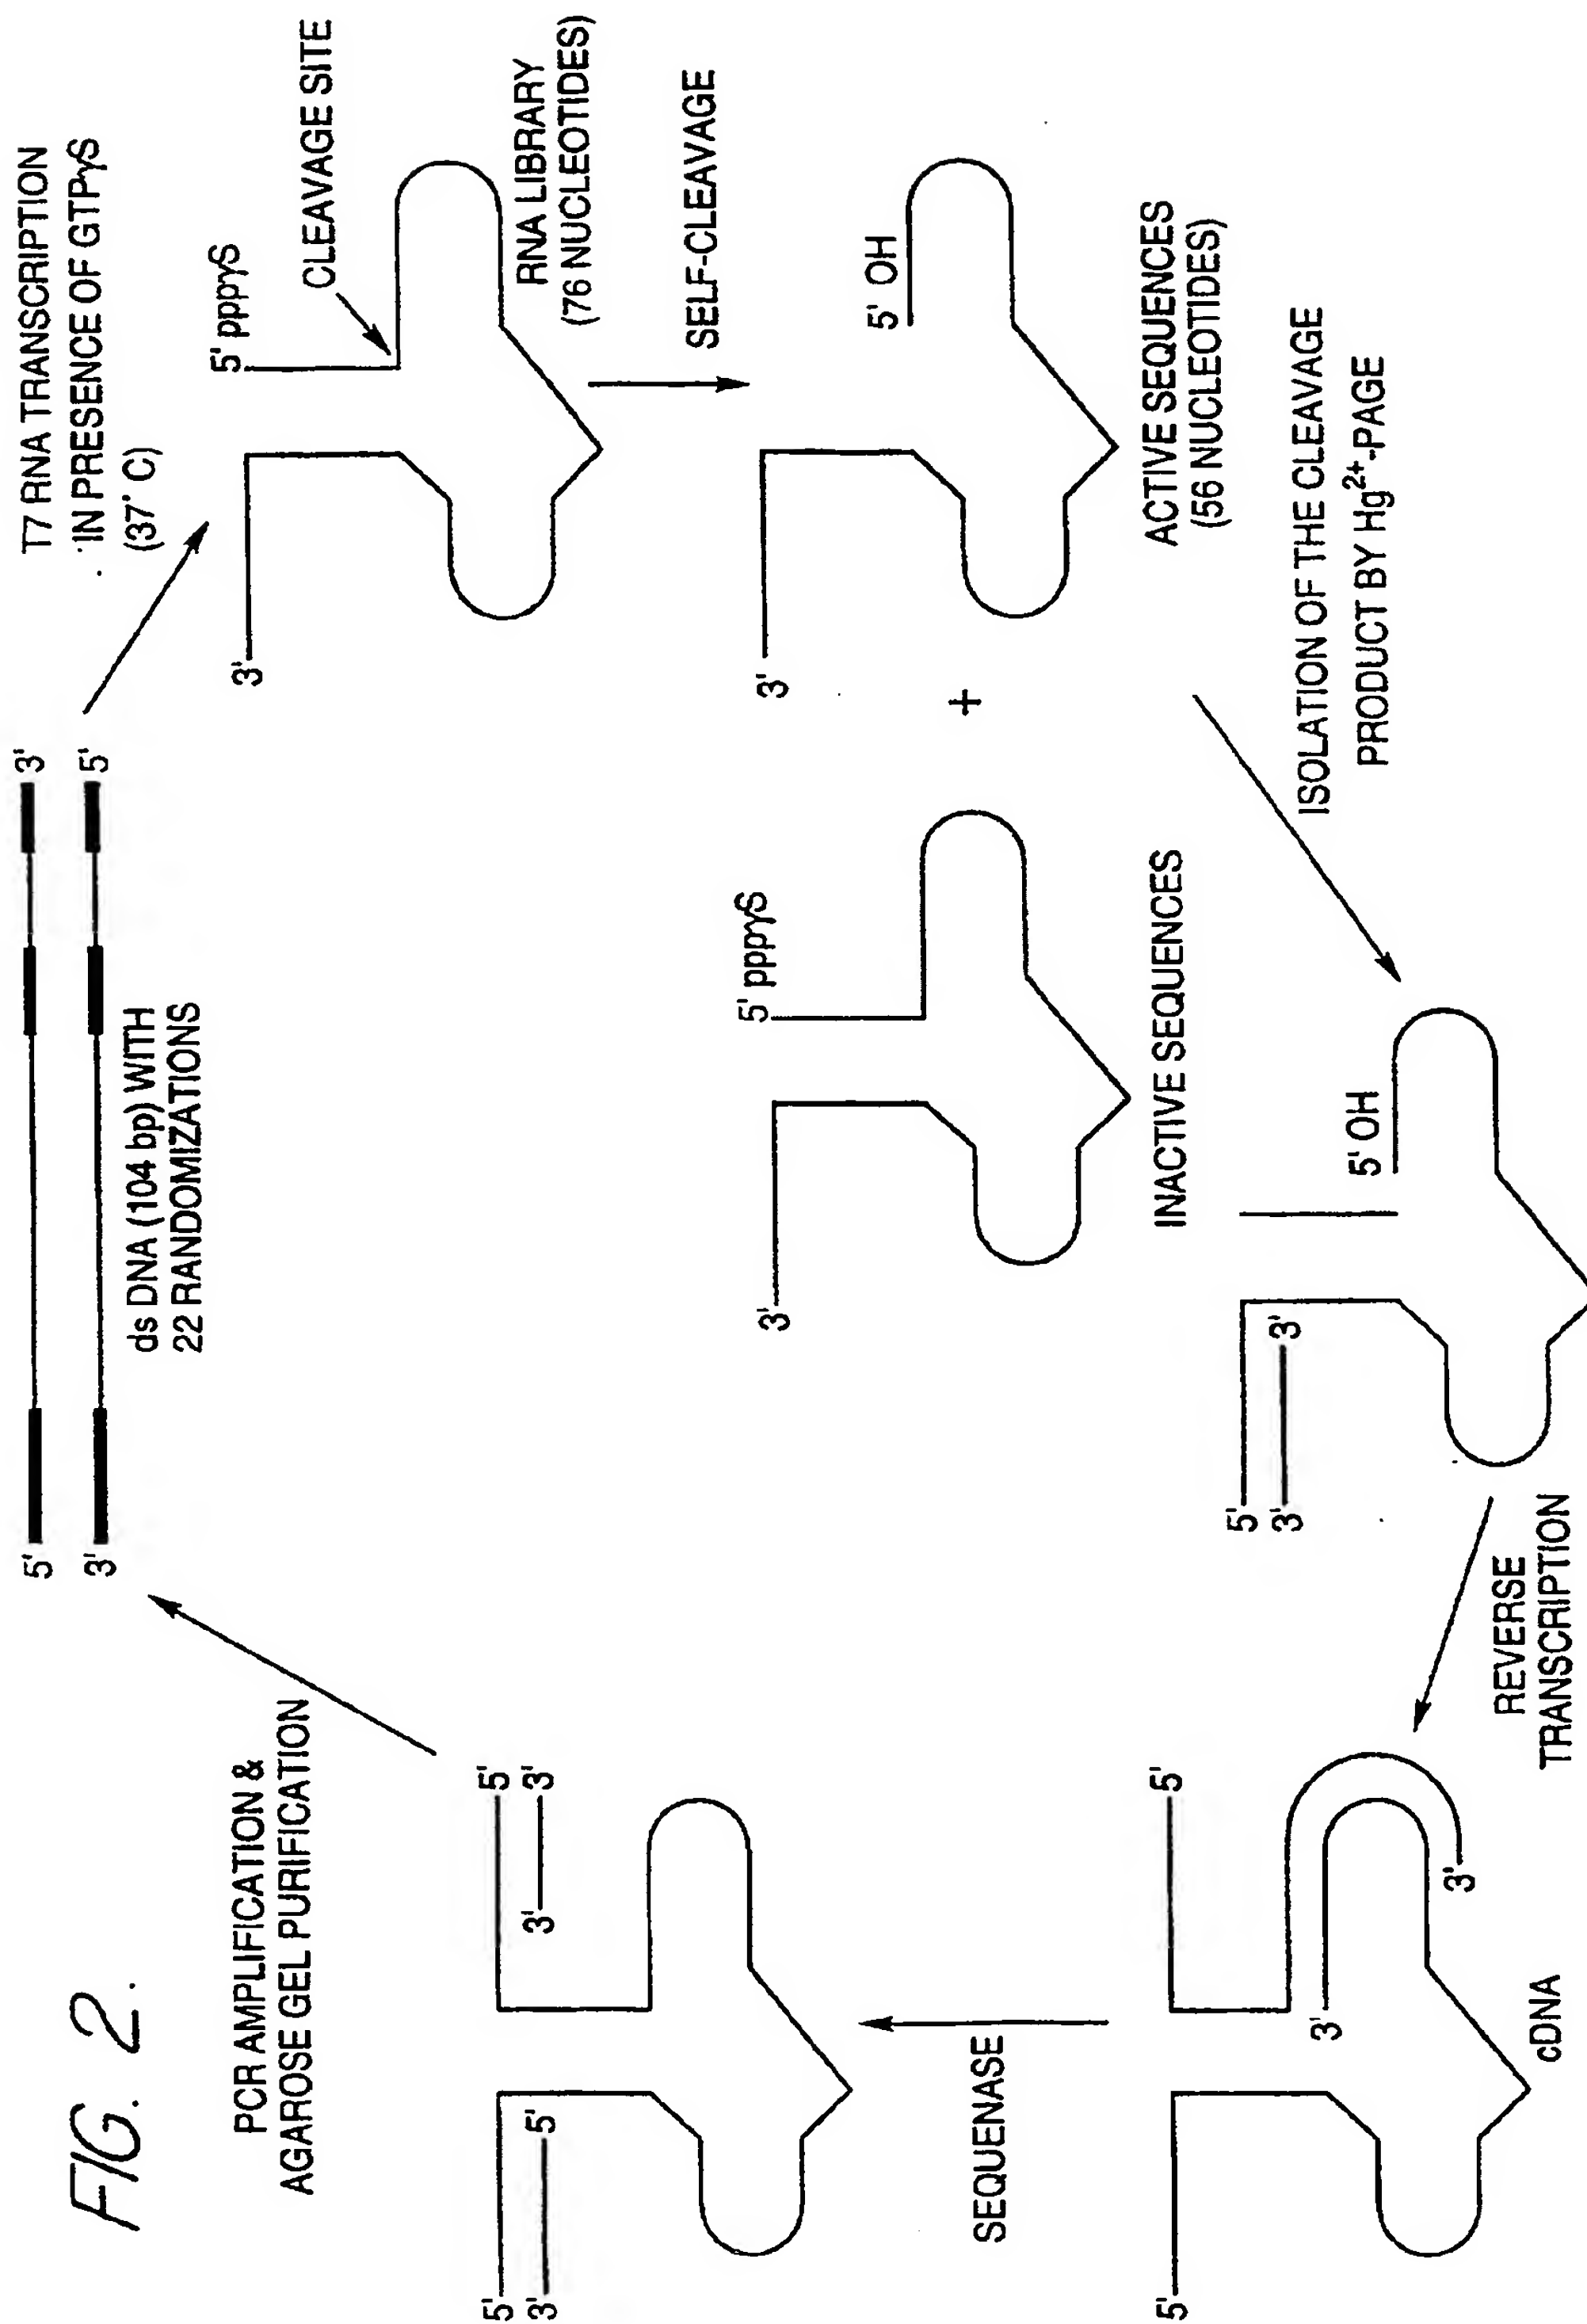 FIG. 2.
5'
3'
3'
5'
ds DNA (104 bp) WITH
22 RANDOMIZATIONS
T7 RNA TRANSCRIPTION
IN PRESENCE OF GTPγS
(37° C)
3'
5' pppγS
CLEAVAGE SITE
RNA LIBRARY
(76 NUCLEOTIDES)
SELF-CLEAVAGE
3'
5' pppγS
INACTIVE SEQUENCES
+
3'
5' OH
ACTIVE SEQUENCES
(56 NUCLEOTIDES)
ISOLATION OF THE CLEAVAGE
PRODUCT BY Hg2+-PAGE
5'
3'
3'
5' OH
REVERSE
TRANSCRIPTION
5'
5'
3'
3'
cDNA
SEQUENASE
5'
3'
5'
5'
3'
3'
PCR AMPLIFICATION &
AGAROSE GEL PURIFICATION